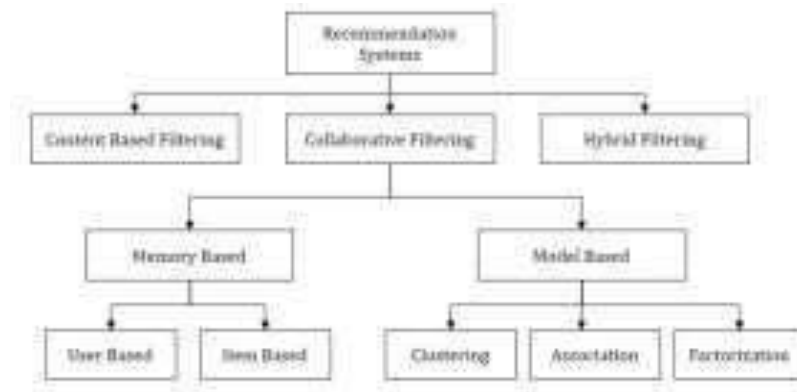 Recommendation
Systems
Content Based Filtering
Collaborative Filtering
Hybrid Filtering
Memory Based
Model Based
User Based
Item Based
Clustering
Association
Factorization